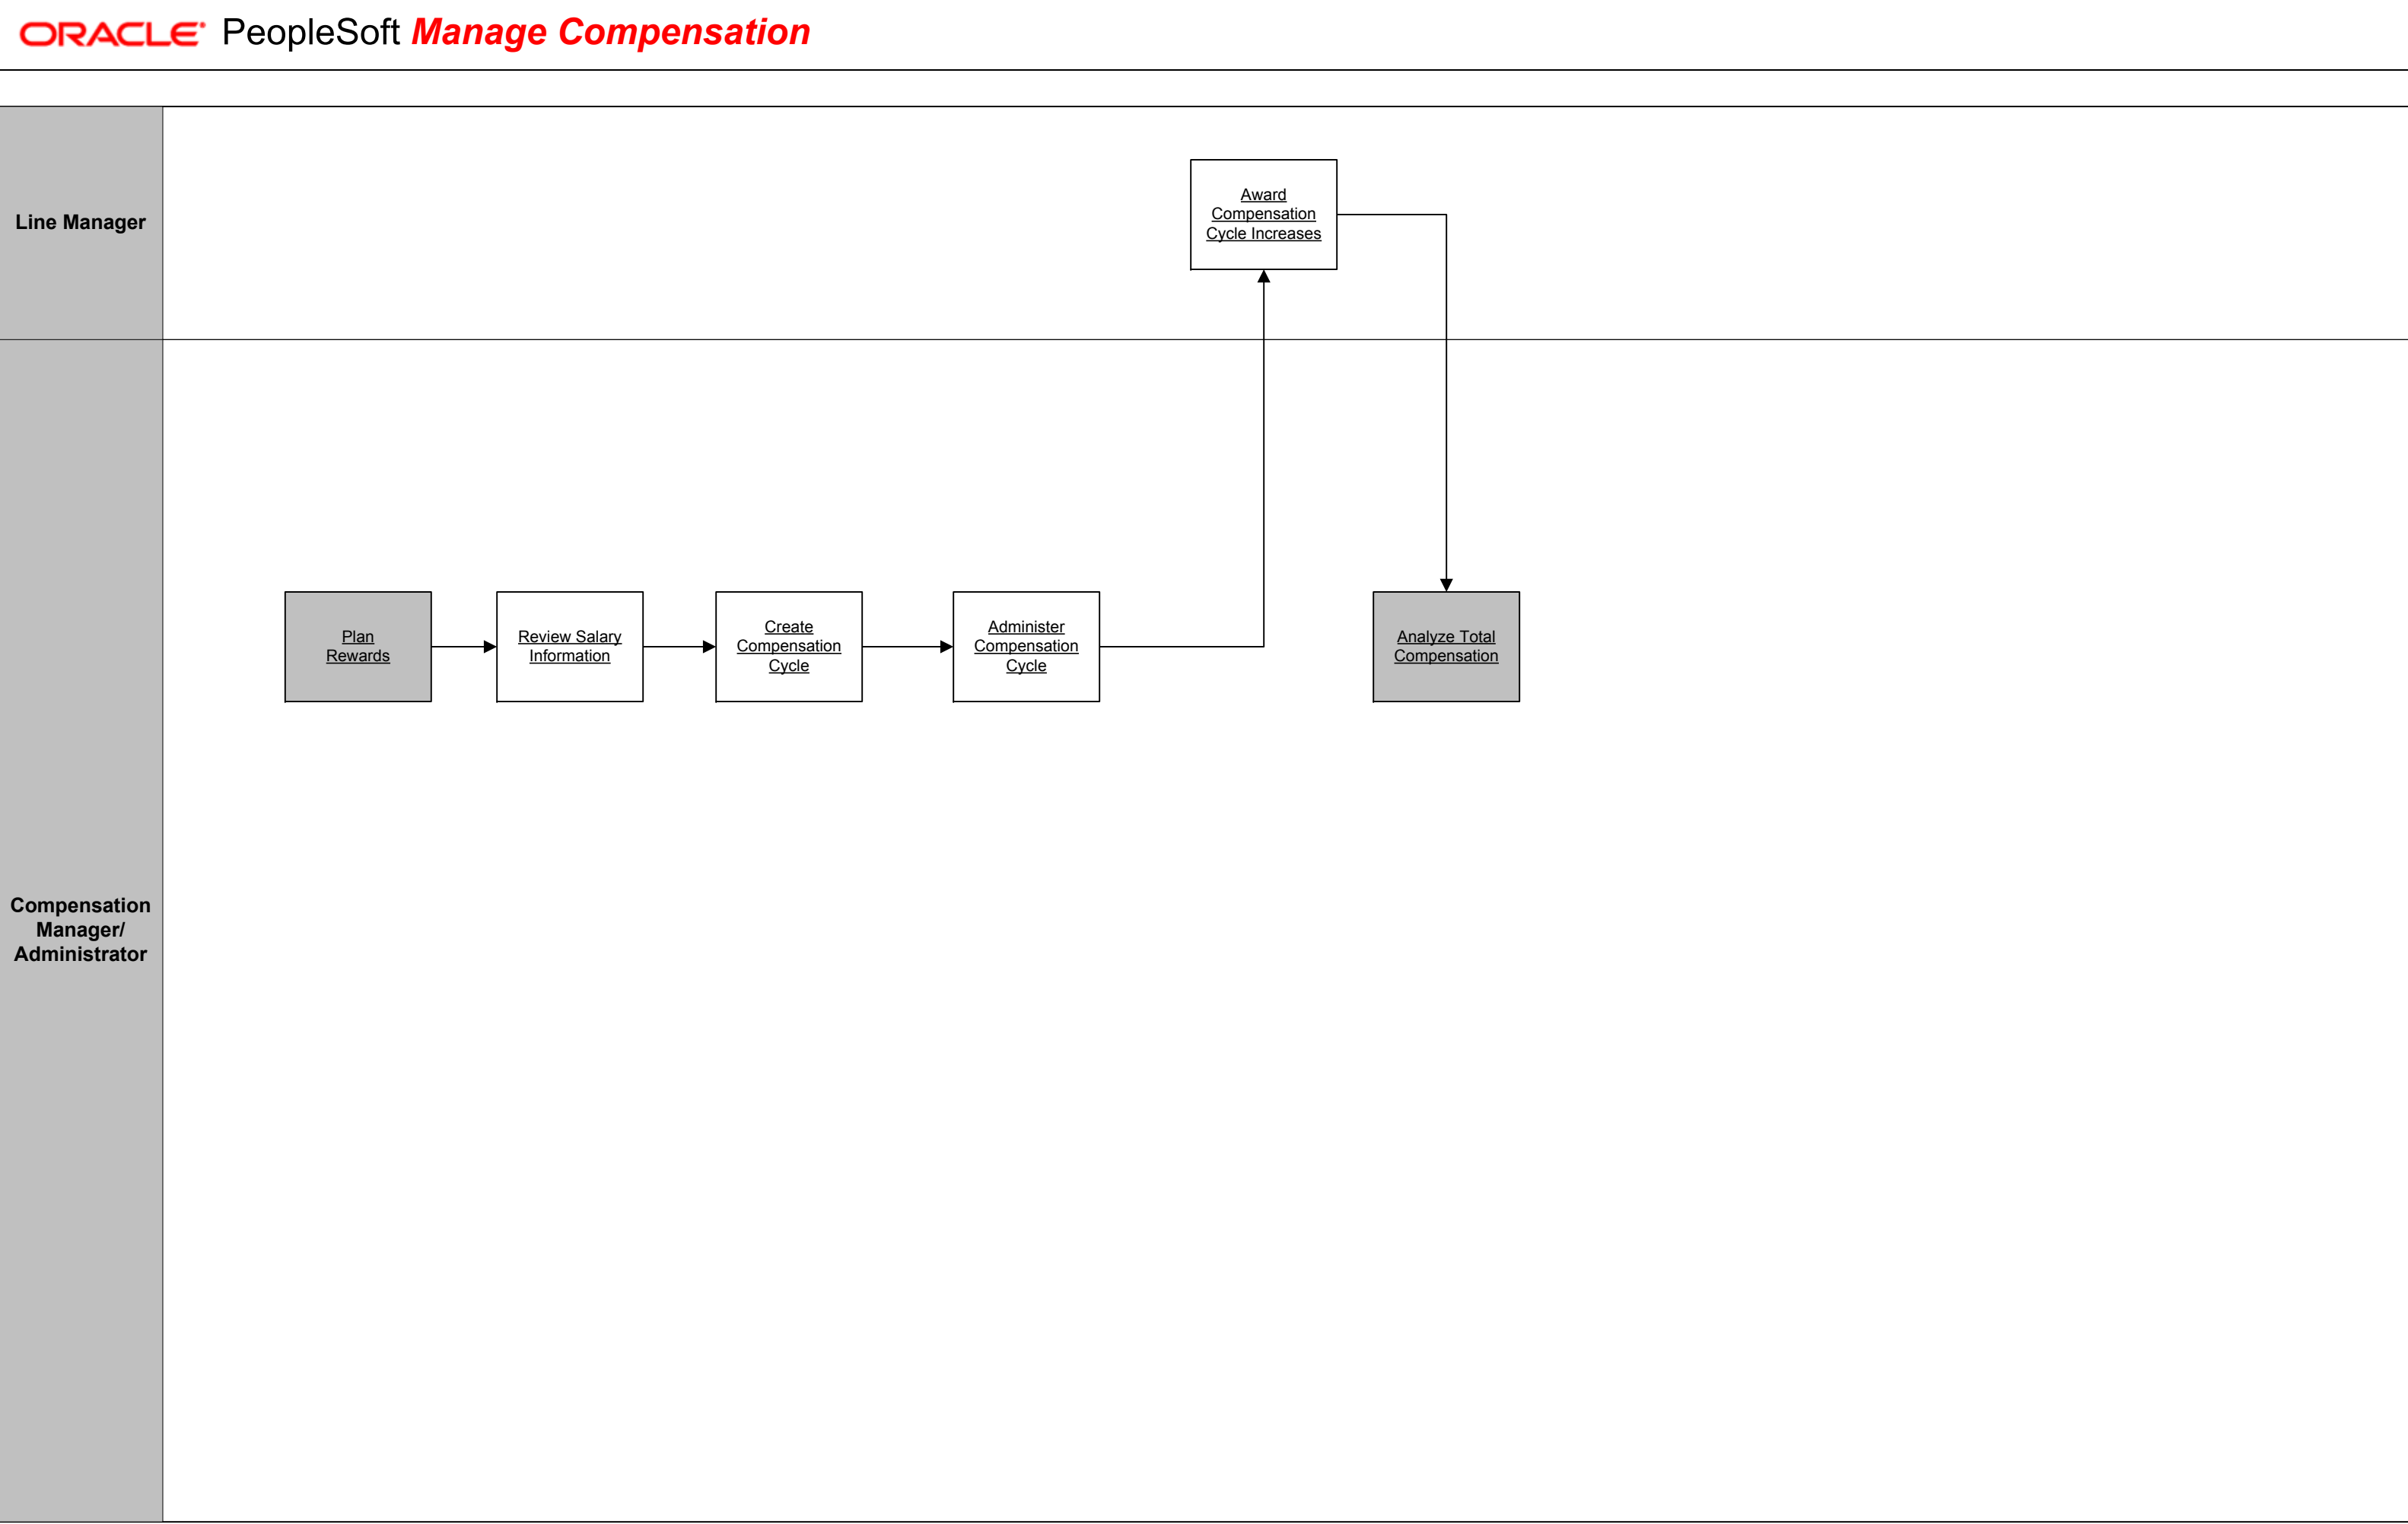 ORACLE PeopleSoft Manage Compensation
Line Manager
Award
Compensation
Cycle Increases
Compensation
Manager/
Administrator
Plan
Rewards
Review Salary
Information
Create
Compensation
Cycle
Administer
Compensation
Cycle
Analyze Total
Compensation